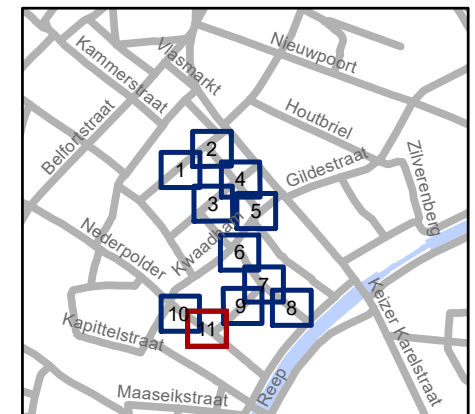 Nieuwpoort
Vlasmarkt
Kammerstraat
Houtbriel
Belfortstraat
Zilverenberg
2
1
4
Gildestraat
3
5
Kwaadham
Nederpolder
6
7
9
8
10
11
Keizer Karelstraat
Kapittelstraat
Reep
Maaseikstraat